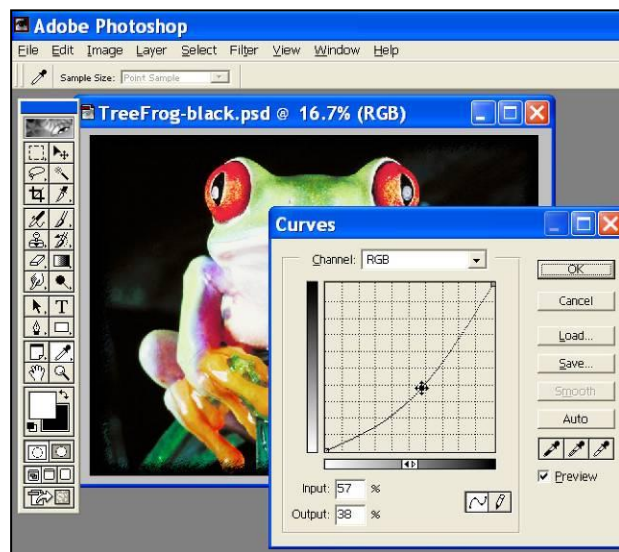 Adobe Photoshop
File Edit Image Layer Select Filter View Window Help
Sample Size: Point Sample
TreeFrog-black.psd @ 16.7% (RGB)
Curves
Channel: RGB
OK
Cancel
Load...
Save...
Smooth
Auto
Preview
Input: 57 %
Output: 38 %
T